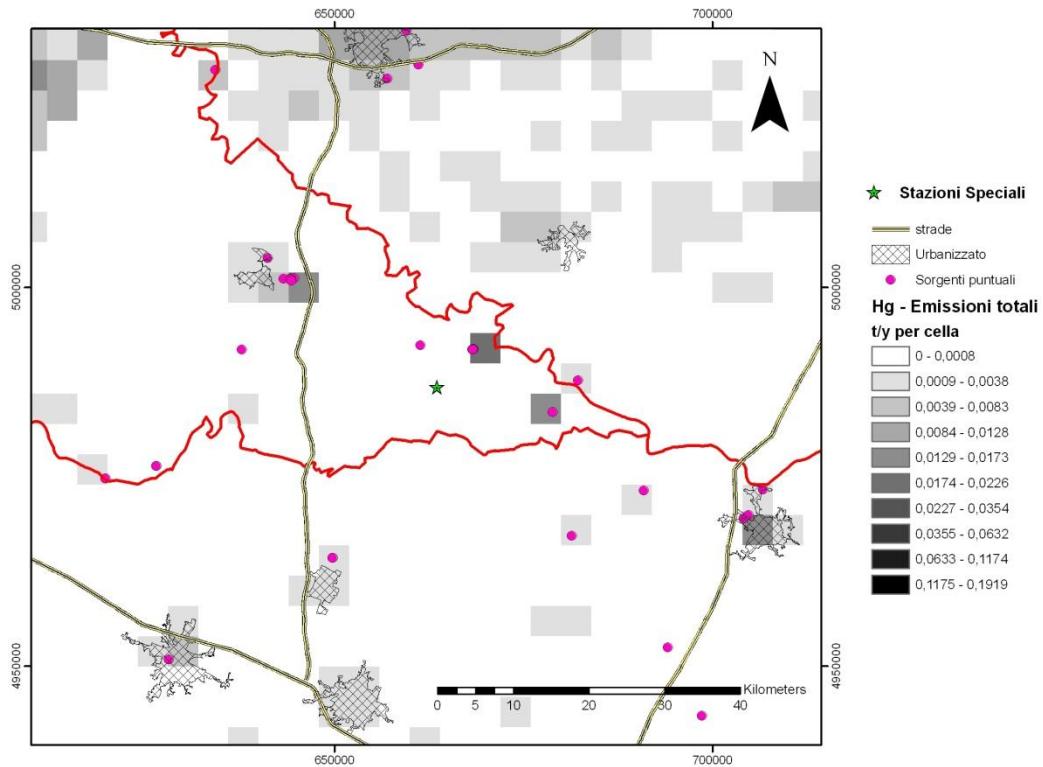 650000
700000
N
5000000
5000000
Stazioni Speciali
strade
Urbanizzato
Sorgenti puntuali
Hg - Emissioni totali
t/y per cella
0 - 0,0008
0,0009 - 0,0038
0,0039 - 0,0083
0,0084 - 0,0128
0,0129 - 0,0173
0,0174 - 0,0226
0,0227 - 0,0354
0,0355 - 0,0632
0,0633 - 0,1174
0,1175 - 0,1919
4950000
4950000
Kilometers
0 5 10 20 30 40
650000
700000